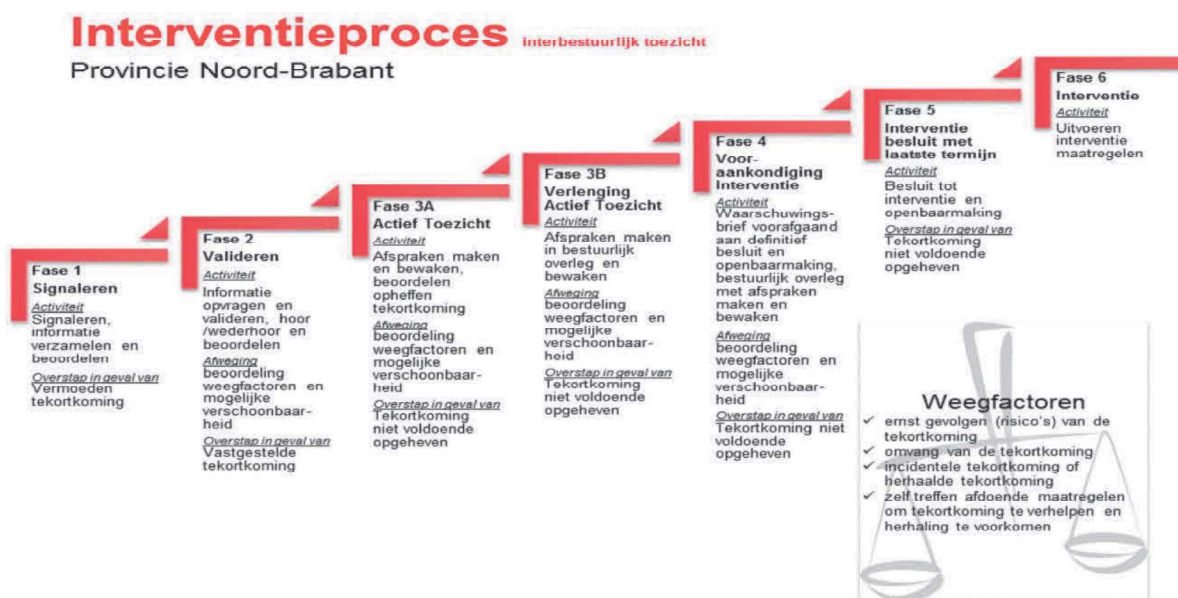 Interventieproces interbestuurlijk toezicht
Provincie Noord-Brabant
Fase 1
Signaleren
Activiteit
Signaleren,
informatie
verzamelen en
beoordelen
Overstap in geval van
Vermoeden
tekortkoming
Fase 2
Valideren
Activiteit
Informatie
opvragen en
valideren, hoor
/wederhoor en
beoordelen
Afweging
beoordeling
weegfactoren en
mogelijke
verschoonbaar-
heid
Overstap in geval van
Vastgestelde
tekortkoming
Fase 3A
Actief Toezicht
Activiteit
Afspraken maken
en bewaken,
beoordelen
opheffen
tekortkoming
Afweging
beoordeling
weegfactoren en
mogelijke
verschoonbaar-
heid
Overstap in geval van
Tekortkoming
niet voldoende
opgeheven
Fase 3B
Verlenging
Actief Toezicht
Activiteit
Afspraken maken
in bestuurlijk
overleg en
bewaken
Afweging
beoordeling
weegfactoren en
mogelijke
verschoonbaar-
heid
Overstap in geval van
Tekortkoming
niet voldoende
opgeheven
Fase 4
Voor-
aankondiging
Interventie
Activiteit
Waarschuwings-
brief voorafgaand
aan definitief
besluit en
openbaarmaking,
bestuurlijk overleg
met afspraken
maken en
bewaken
Afweging
beoordeling
weegfactoren en
mogelijke
verschoonbaar-
heid
Overstap in geval van
Tekortkoming niet
voldoende
opgeheven
Fase 5
Interventie
besluit met
laatste termijn
Activiteit
Besluit tot
interventie en
openbaarmaking
Overstap in geval van
Tekortkoming
niet voldoende
opgeheven
Fase 6
Interventie
Activiteit
Uitvoeren
interventie
maatregelen
Weegfactoren
✓ ernst gevolgen (risico's) van de
tekortkoming
✓ omvang van de tekortkoming
✓ incidentele tekortkoming of
herhaalde tekortkoming
✓ zelf treffen afdoende maatregelen
om tekortkoming te verhelpen en
herhaling te voorkomen